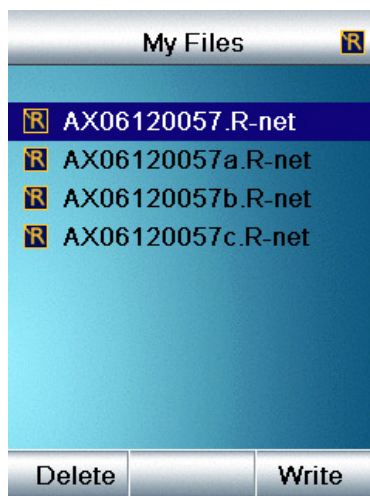 My Files R
R AX06120057.R-net
R AX06120057a.R-net
R AX06120057b.R-net
R AX06120057c.R-net
Delete Write